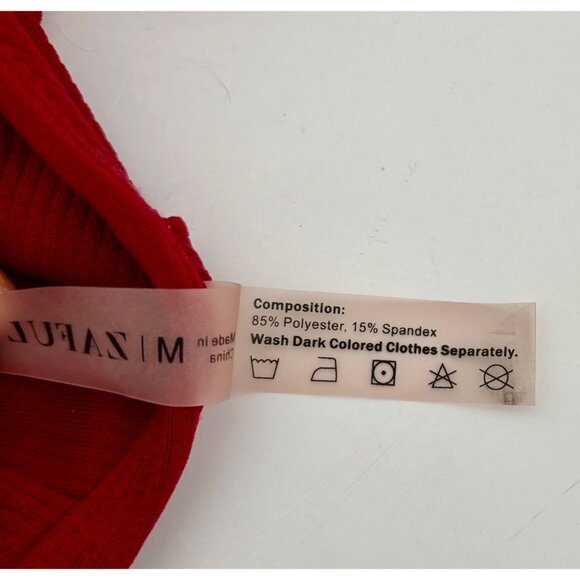 Composition:
85% Polyester, 15% Spandex
Wash Dark Colored Clothes Separately.
ZAFUL | M
Made in
China